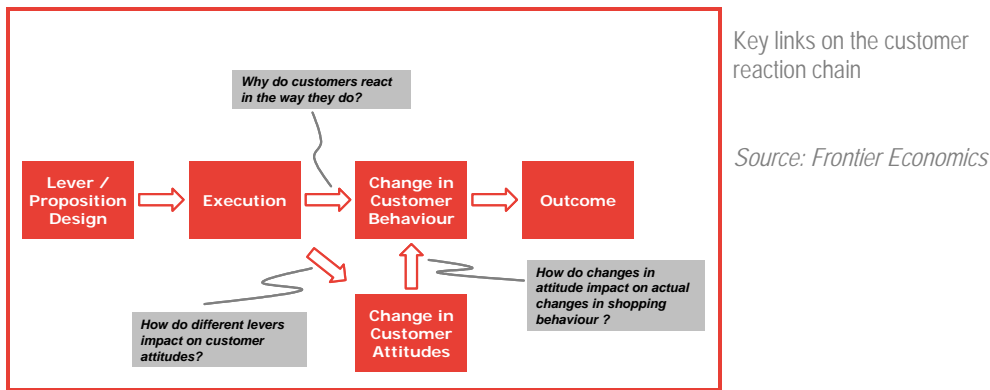 Key links on the customer
reaction chain
Source: Frontier Economics
Why do customers react
in the way they do?
Lever /
Proposition
Design
Execution
Change in
Customer
Behaviour
Outcome
How do changes in
attitude impact on actual
changes in shopping
behaviour ?
How do different levers
impact on customer
attitudes?
Change in
Customer
Attitudes